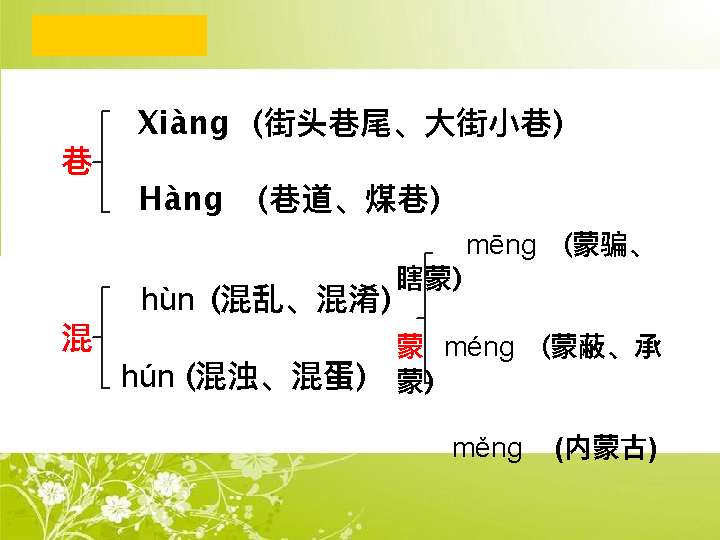 巷
Xiàng (街头巷尾、大街小巷)
Hàng (巷道、煤巷)
混
hùn (混乱、混淆)
hún (混浊、混蛋)
mēng (蒙骗、
瞎蒙)
蒙 méng (蒙蔽、承
蒙)
měng (内蒙古)